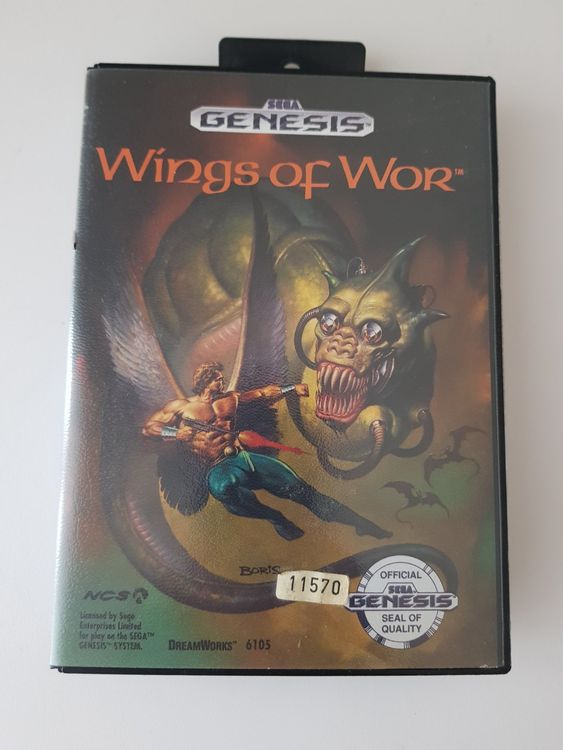 SEGA
GENESIS™
Wings of Wor™
BORIS
11570
OFFICIAL
SEGA
GENESIS
SEAL OF
QUALITY
NCS
Licensed by Sega
Enterprises Limited
for play on the SEGA™
GENESIS™ SYSTEM.
DREAMWORKS™ 6105